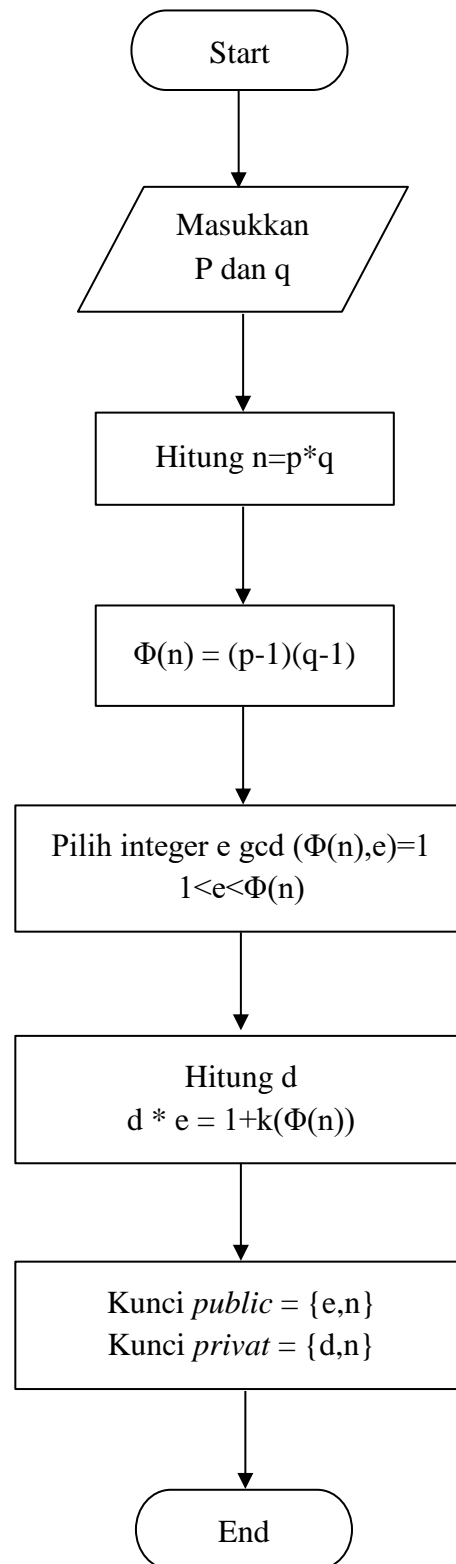 Start
Masukkan
P dan q
Hitung n=p*q
Φ(n) = (p-1)(q-1)
Pilih integer e gcd (Φ(n),e)=1
1<e<Φ(n)
Hitung d
d * e = 1+k(Φ(n))
Kunci public = {e,n}
Kunci privat = {d,n}
End